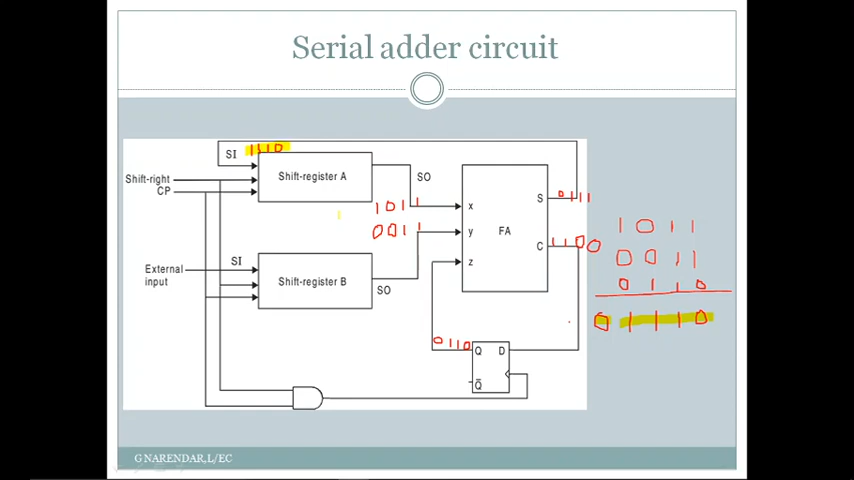 Serial adder circuit
SI 1110
Shift-register A
SO
Shift-right
CP
1011
0011
x
y
z
FA
S 0111
C 1100
External
input
SI
Shift-register B
SO
0110 Q D
Q̅
1011
0011
0110
01110
G NARENDAR,L/EC